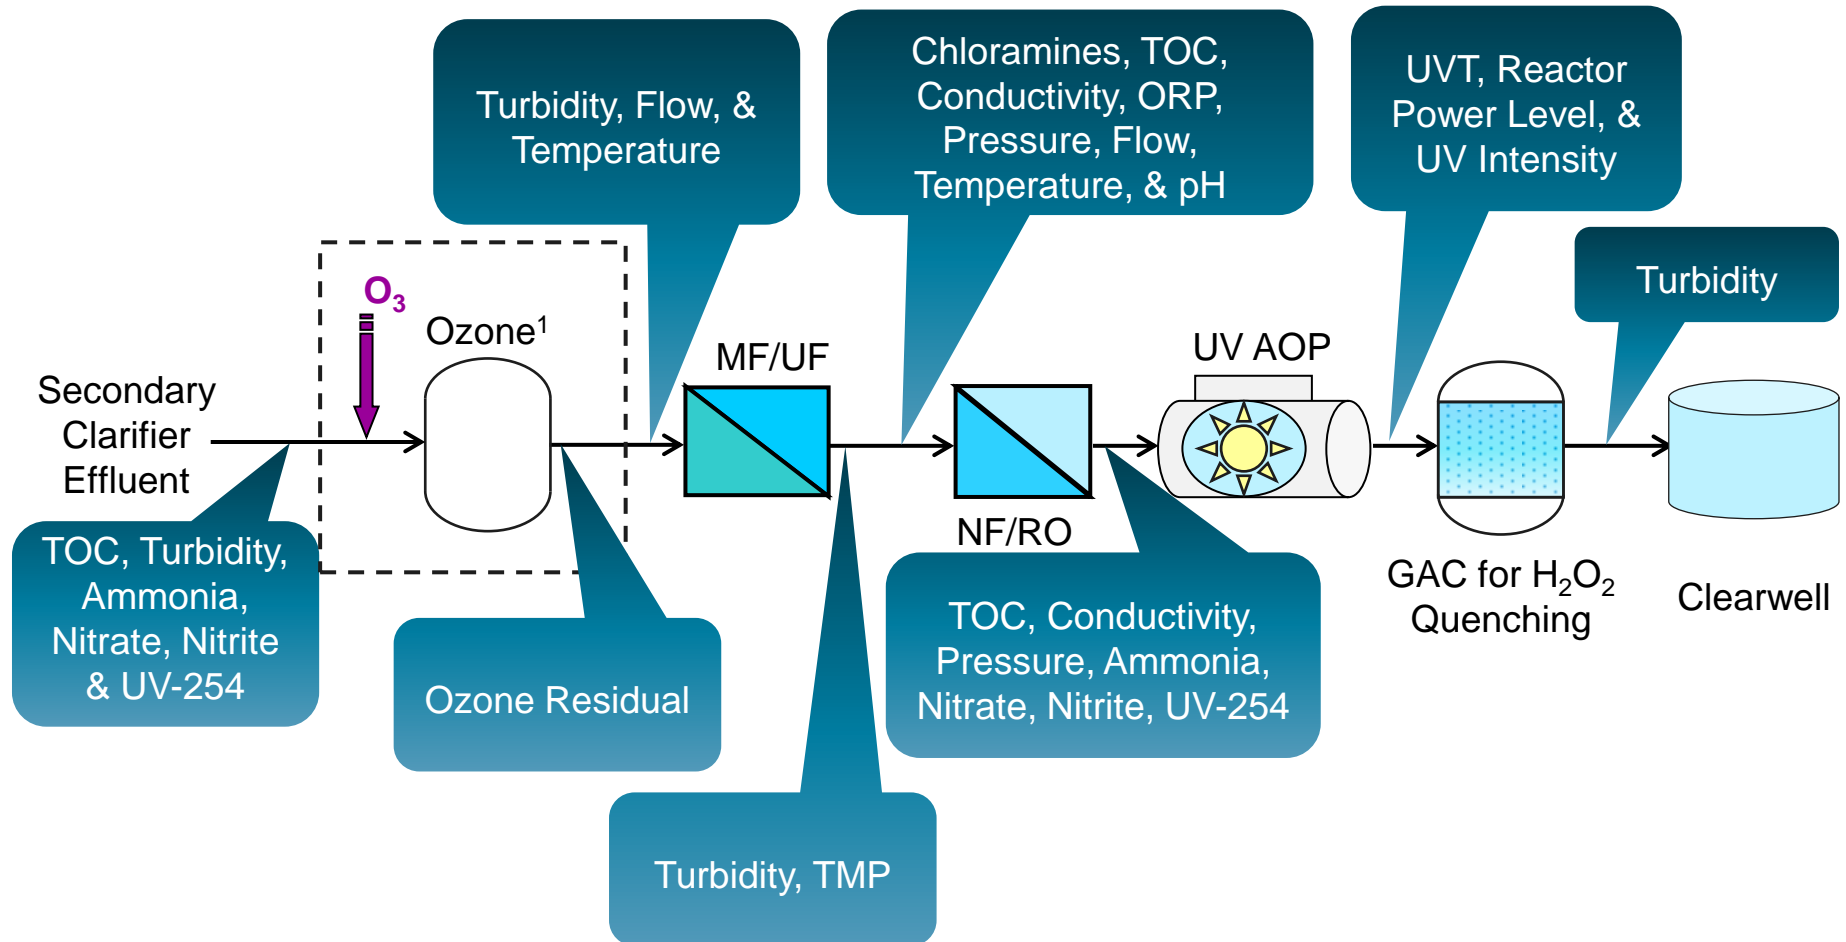 Turbidity, Flow, &
Temperature
Chloramines, TOC,
Conductivity, ORP,
Pressure, Flow,
Temperature, & pH
UVT, Reactor
Power Level, &
UV Intensity
Turbidity
O₃
Ozone¹
MF/UF
UV AOP
Secondary
Clarifier
Effluent
NF/RO
GAC for H₂O₂
Quenching
Clearwell
TOC, Turbidity,
Ammonia,
Nitrate, Nitrite
& UV-254
Ozone Residual
TOC, Conductivity,
Pressure, Ammonia,
Nitrate, Nitrite, UV-254
Turbidity, TMP